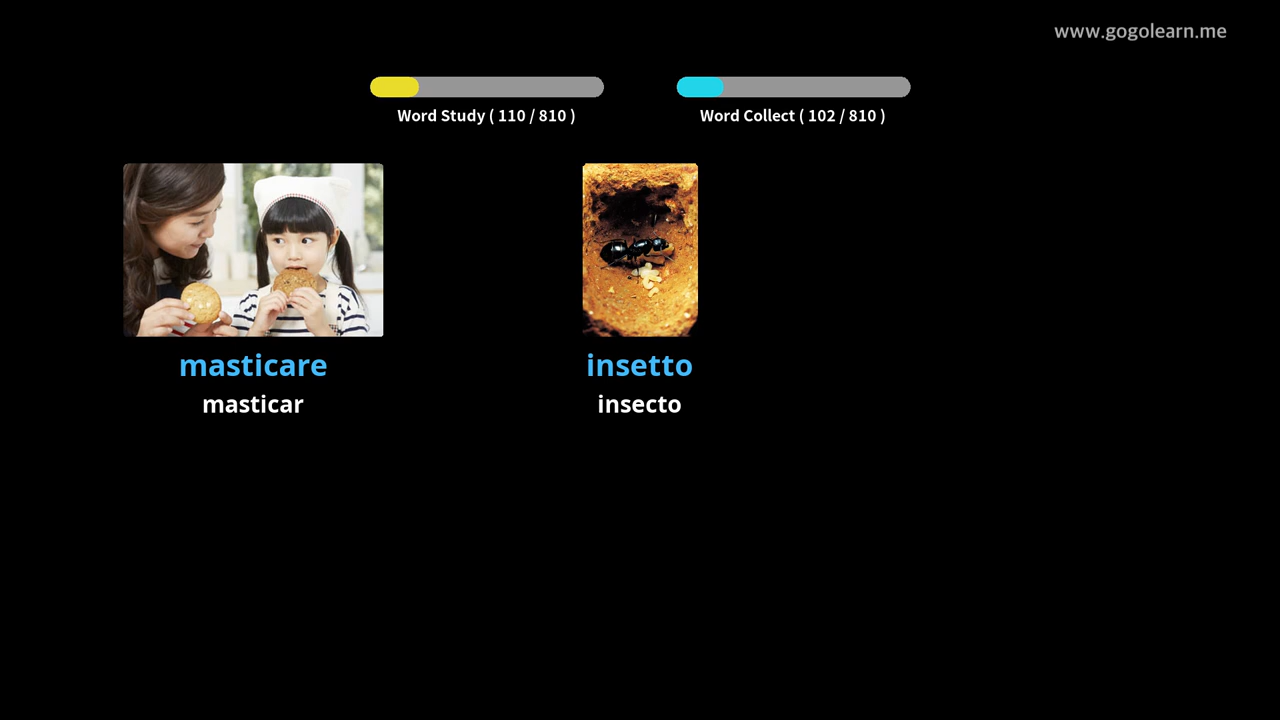 www.gogolearn.me
Word Study ( 110 / 810 )
Word Collect ( 102 / 810 )
masticare
masticar
insetto
insecto